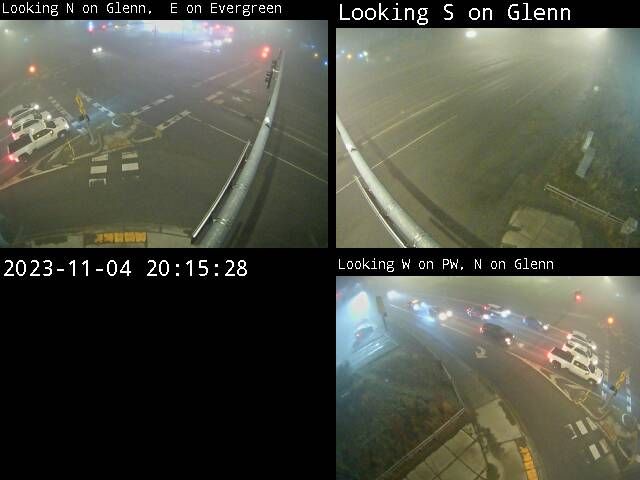 Looking N on Glenn, E on Evergreen
Looking S on Glenn
2023-11-04 20:15:28
Looking W on PW, N on Glenn